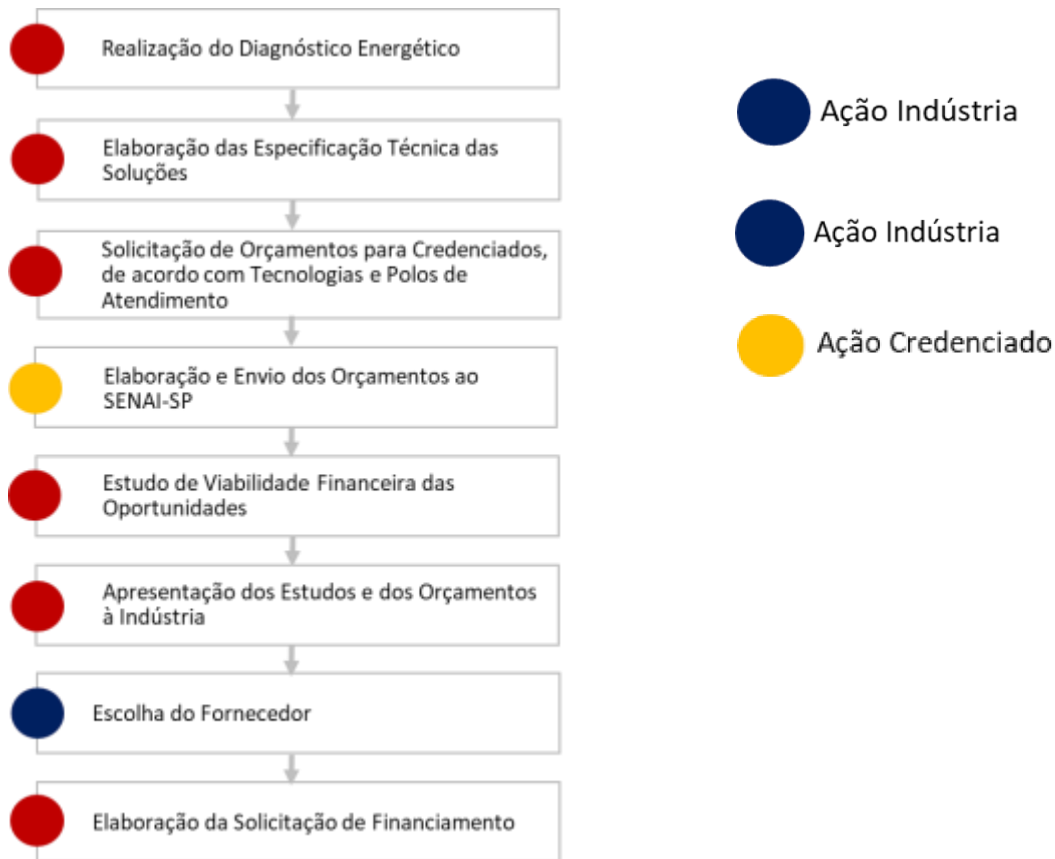 Realização do Diagnóstico Energético
Elaboração das Especificação Técnica das
Soluções
Solicitação de Orçamentos para Credenciados,
de acordo com Tecnologias e Polos de
Atendimento
Elaboração e Envio dos Orçamentos ao
SENAI-SP
Estudo de Viabilidade Financeira das
Oportunidades
Apresentação dos Estudos e dos Orçamentos
à Indústria
Escolha do Fornecedor
Elaboração da Solicitação de Financiamento
Ação Indústria
Ação Indústria
Ação Credenciado